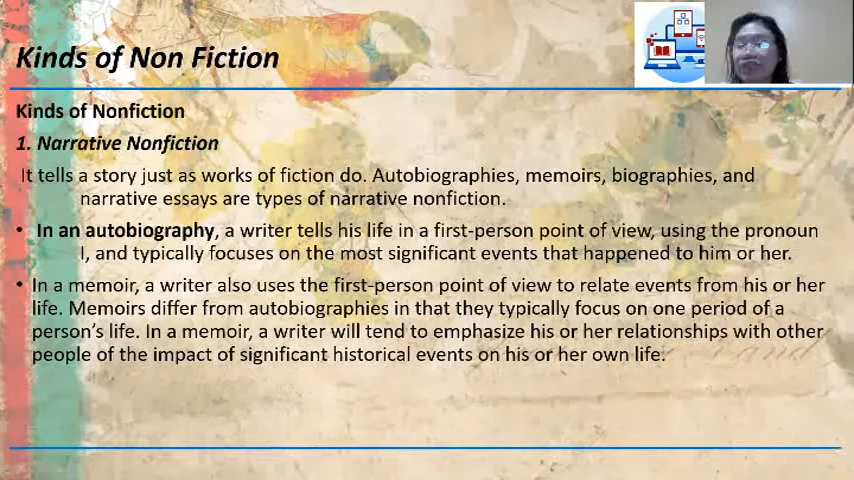 Kinds of Non Fiction
Kinds of Nonfiction
1. Narrative Nonfiction
It tells a story just as works of fiction do. Autobiographies, memoirs, biographies, and
narrative essays are types of narrative nonfiction.
• In an autobiography, a writer tells his life in a first-person point of view, using the pronoun
I, and typically focuses on the most significant events that happened to him or her.
• In a memoir, a writer also uses the first-person point of view to relate events from his or her
life. Memoirs differ from autobiographies in that they typically focus on one period of a
person's life. In a memoir, a writer will tend to emphasize his or her relationships with other
people of the impact of significant historical events on his or her own life.